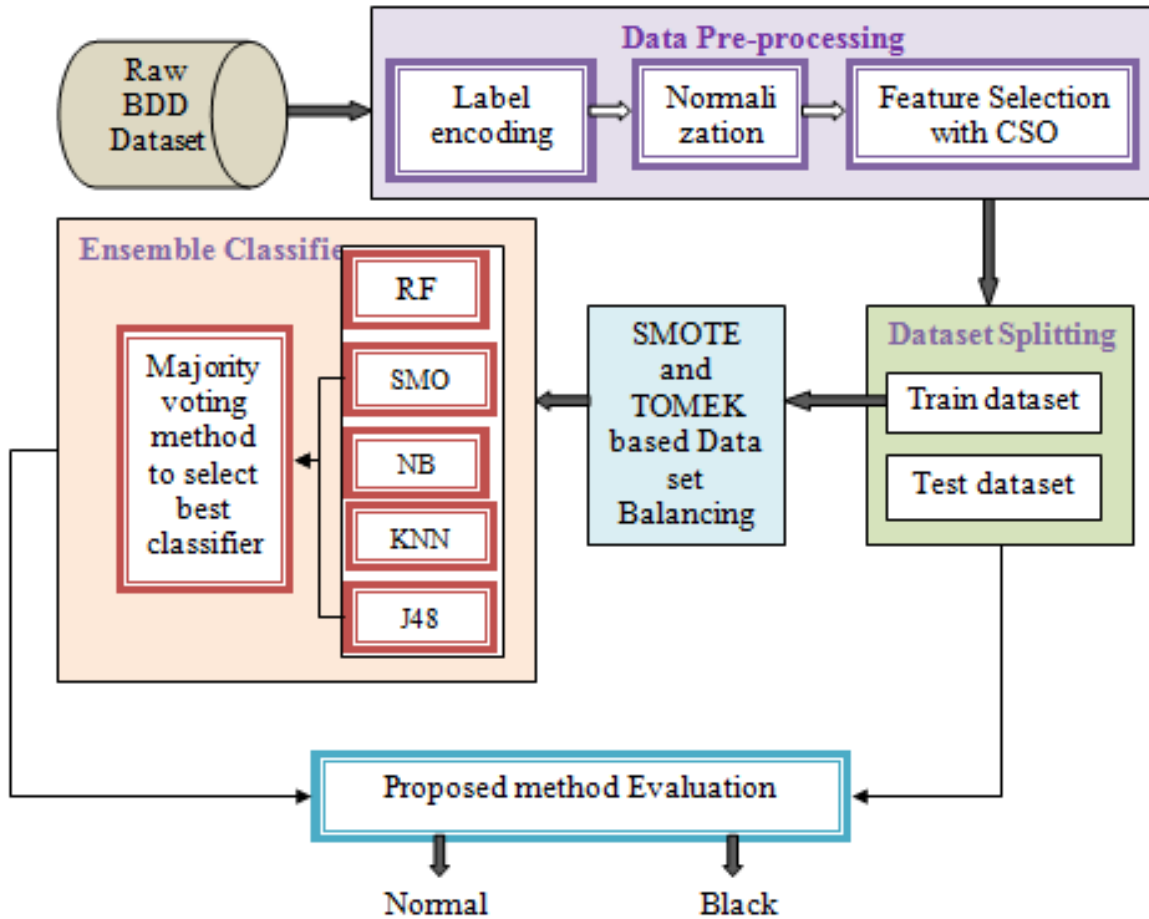 Raw
BDD
Dataset
Data Pre-processing
Label
encoding
Normali
zation
Feature Selection
with CSO
Ensemble Classifie
RF
SMO
NB
KNN
J48
Majority
voting
method
to select
best
classifier
SMOTE
and
TOMEK
based Data
set
Balancing
Dataset Splitting
Train dataset
Test dataset
Proposed method Evaluation
Normal
Black